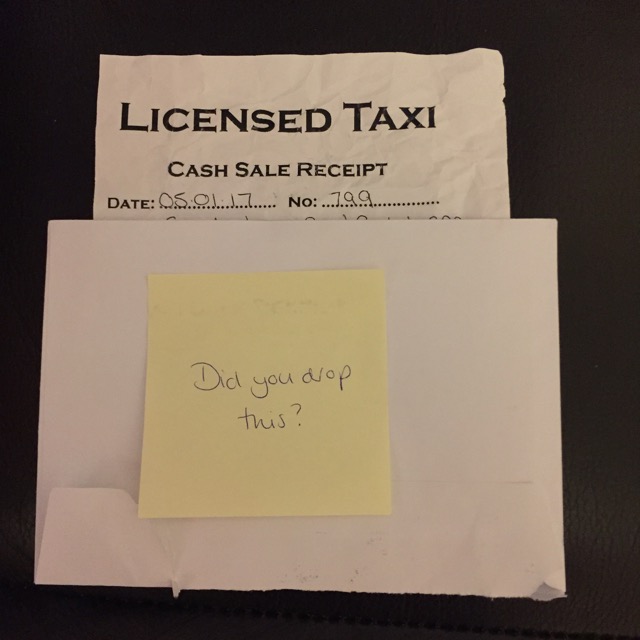 LICENSED TAXI
CASH SALE RECEIPT
DATE: 05.01.17 No: 799
Did you drop
this?